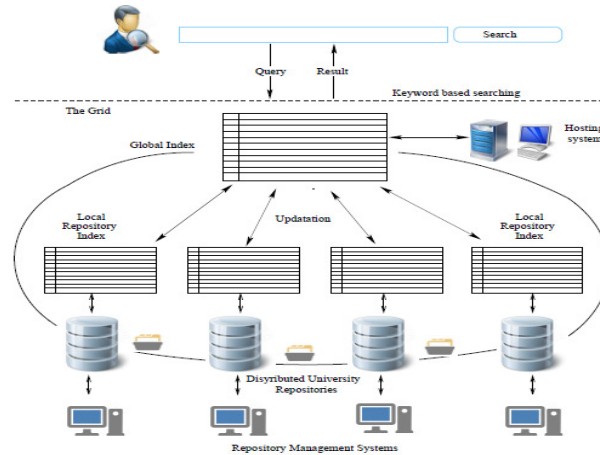 Search
Query
Result
Keyword based searching
The Grid
Global Index
Hosting
system
Local
Repository
Index
Updatation
Local
Repository
Index
Disyributed University
Repositories
Repository Management Systems